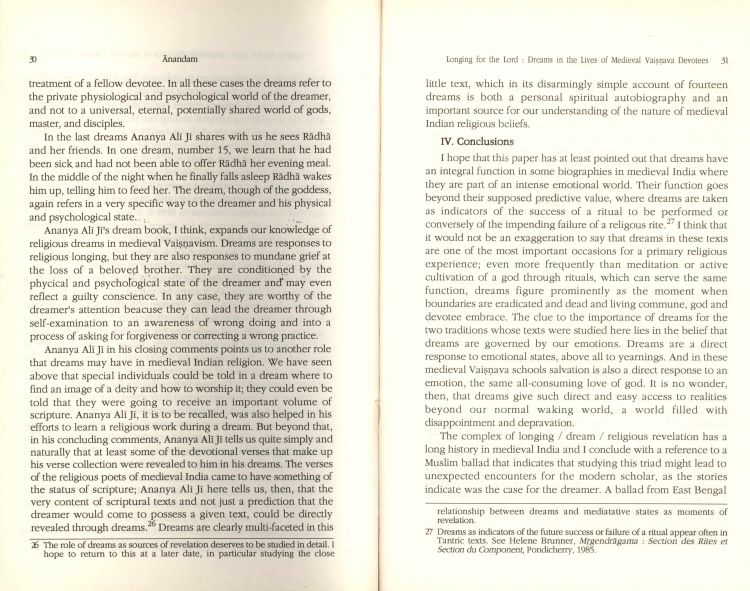 30
Ānandam
treatment of a fellow devotee. In all these cases the dreams refer to
the private physiological and psychological world of the dreamer,
and not to a universal, eternal, potentially shared world of gods,
master, and disciples.
In the last dreams Ananya Alī Jī shares with us he sees Rādhā
and her friends. In one dream, number 15, we learn that he had
been sick and had not been able to offer Rādhā her evening meal.
In the middle of the night when he finally falls asleep Rādhā wakes
him up, telling him to feed her. The dream, though of the goddess,
again refers in a very specific way to the dreamer and his physical
and psychological state.
Ananya Alī Jī's dream book, I think, expands our knowledge of
religious dreams in medieval Vaiṣṇavism. Dreams are responses to
religious longing, but they are also responses to mundane grief at
the loss of a beloved brother. They are conditioned by the
phycical and psychological state of the dreamer and may even
reflect a guilty conscience. In any case, they are worthy of the
dreamer's attention beacuse they can lead the dreamer through
self-examination to an awareness of wrong doing and into a
process of asking for forgiveness or correcting a wrong practice.
Ananya Alī Jī in his closing comments points us to another role
that dreams may have in medieval Indian religion. We have seen
above that special individuals could be told in a dream where to
find an image of a deity and how to worship it; they could even be
told that they were going to receive an important volume of
scripture. Ananya Alī Jī, it is to be recalled, was also helped in his
efforts to learn a religious work during a dream. But beyond that,
in his concluding comments, Ananya Alī Jī tells us quite simply and
naturally that at least some of the devotional verses that make up
his verse collection were revealed to him in his dreams. The verses
of the religious poets of medieval India came to have something of
the status of scripture; Ananya Alī Jī here tells us, then, that the
very content of scriptural texts and not just a prediction that the
dreamer would come to possess a given text, could be directly
revealed through dreams.26 Dreams are clearly multi-faceted in this
26 The role of dreams as sources of revelation deserves to be studied in detail. I
hope to return to this at a later date, in particular studying the close
Longing for the Lord : Dreams in the Lives of Medieval Vaiṣṇava Devotees 31
little text, which in its disarmingly simple account of fourteen
dreams is both a personal spiritual autobiography and an
important source for our understanding of the nature of medieval
Indian religious beliefs.
IV. Conclusions
I hope that this paper has at least pointed out that dreams have
an integral function in some biographies in medieval India where
they are part of an intense emotional world. Their function goes
beyond their supposed predictive value, where dreams are taken
as indicators of the success of a ritual to be performed or
conversely of the impending failure of a religous rite.27 I think that
it would not be an exaggeration to say that dreams in these texts
are one of the most important occasions for a primary religious
experience; even more frequently than meditation or active
cultivation of a god through rituals, which can serve the same
function, dreams figure prominently as the moment when
boundaries are eradicated and dead and living commune, god and
devotee embrace. The clue to the importance of dreams for the
two traditions whose texts were studied here lies in the belief that
dreams are governed by our emotions. Dreams are a direct
response to emotional states, above all to yearnings. And in these
medieval Vaiṣṇava schools salvation is also a direct response to an
emotion, the same all-consuming love of god. It is no wonder,
then, that dreams give such direct and easy access to realities
beyond our normal waking world, a world filled with
disappointment and depravation.
The complex of longing / dream / religious revelation has a
long history in medieval India and I conclude with a reference to a
Muslim ballad that indicates that studying this triad might lead to
unexpected encounters for the modern scholar, as the stories
indicate was the case for the dreamer. A ballad from East Bengal
relationship between dreams and mediatative states as moments of
revelation.
27 Dreams as indicators of the future success or failure of a ritual appear often in
Tantric texts. See Helene Brunner, Mṛgendrāgama : Section des Rites et
Section du Component, Pondicherry, 1985.